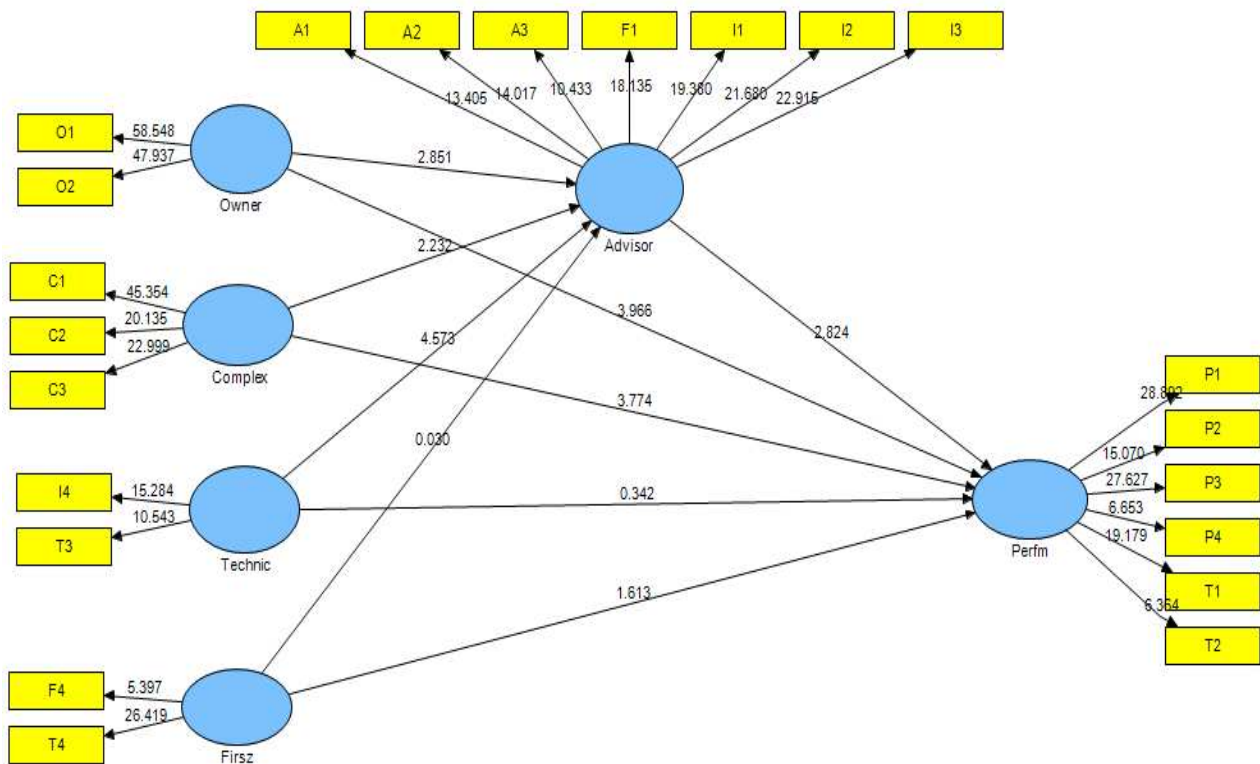 A1
A2
A3
F1
I1
I2
I3
13.405
14.017
10.433
18.135
19.380
21.680
22.915
O1
58.548
O2
47.937
Owner
2.851
Advisor
C1
45.354
C2
20.135
C3
22.999
Complex
2.232
3.966
2.824
4.573
3.774
0.030
I4
15.284
T3
10.543
Technic
0.342
P1
28.892
P2
15.070
P3
27.627
P4
6.653
T1
19.179
T2
6.354
Perfm
1.613
F4
5.397
T4
26.419
Firsz